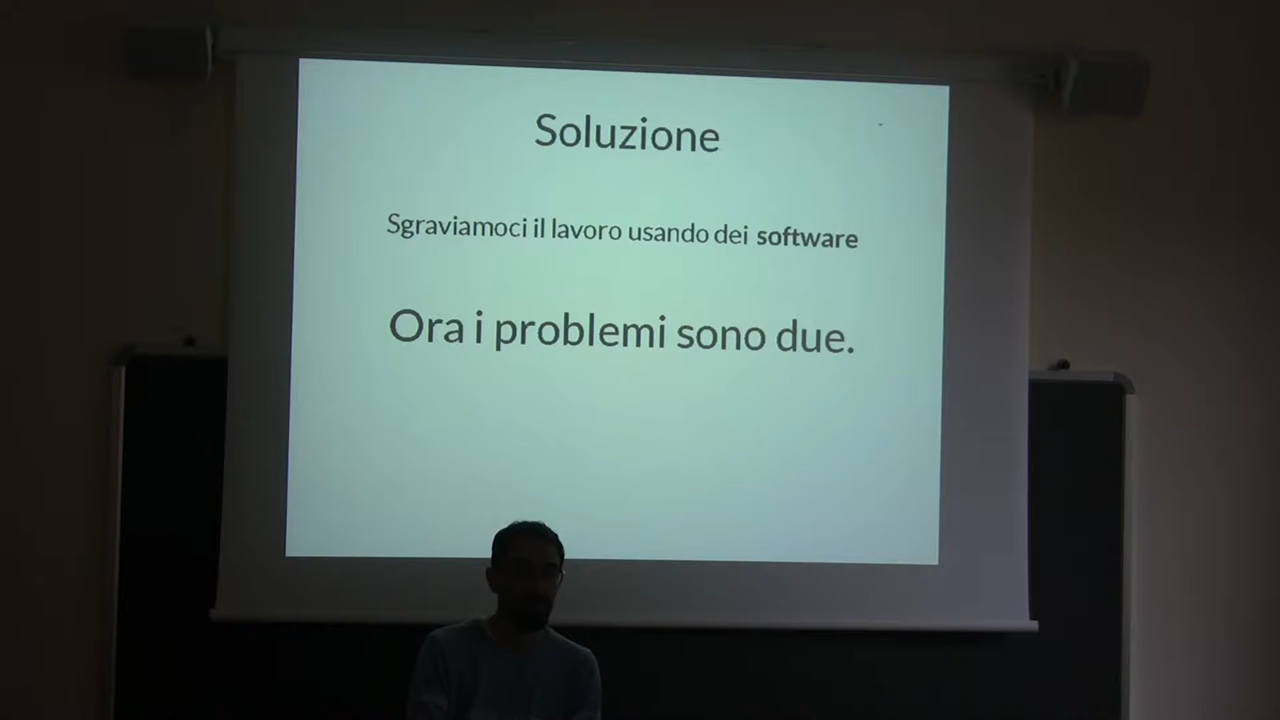 Soluzione
Sgraviamoci il lavoro usando dei software
Ora i problemi sono due.